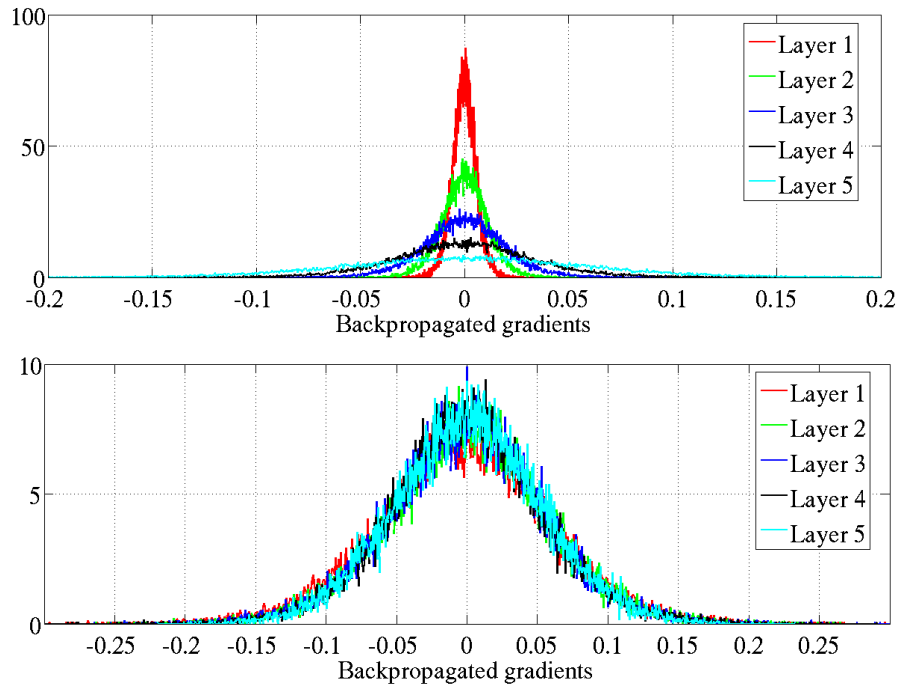 100
50
0
-0.2 -0.15 -0.1 -0.05 0 0.05 0.1 0.15 0.2
Backpropagated gradients
Layer 1
Layer 2
Layer 3
Layer 4
Layer 5
10
5
0
-0.25 -0.2 -0.15 -0.1 -0.05 0 0.05 0.1 0.15 0.2 0.25
Backpropagated gradients
Layer 1
Layer 2
Layer 3
Layer 4
Layer 5